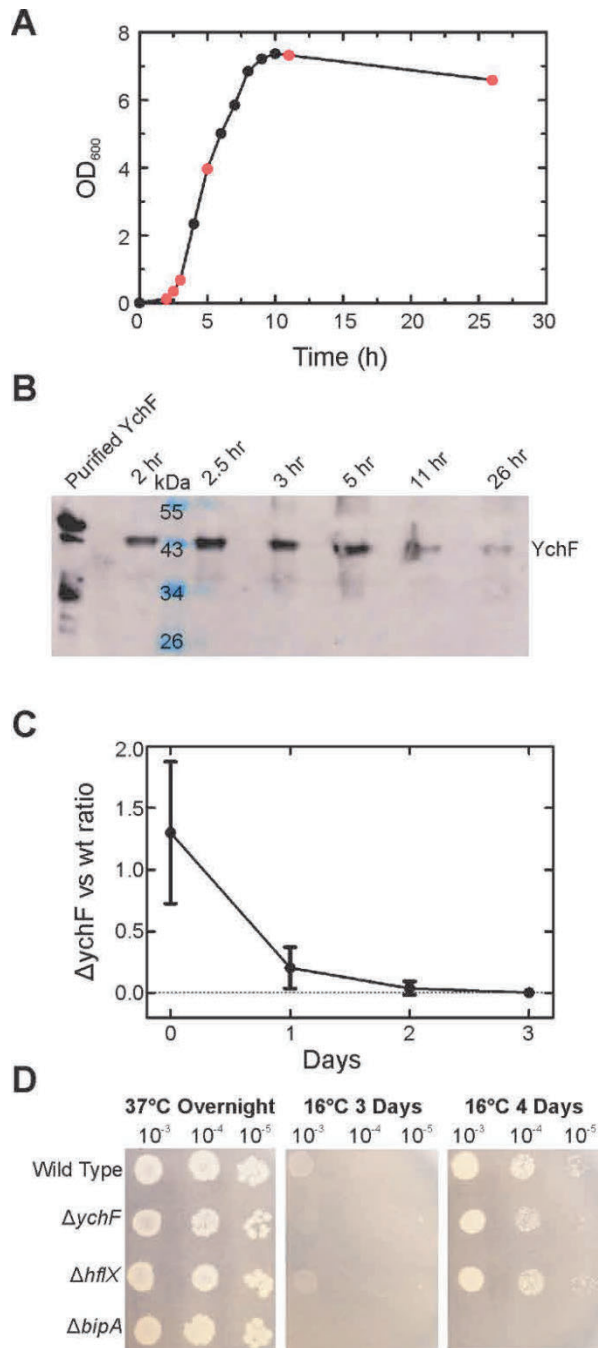 A
8
6
4
2
0
OD600
0 5 10 15 20 25 30
Time (h)
B
Purified YchF
2 hr
kDa
2.5 hr
3 hr
5 hr
11 hr
26 hr
55
43
34
26
YchF
C
2.0
1.5
1.0
0.5
0.0
ΔychF vs wt ratio
0 1 2 3
Days
D
37°C Overnight 16°C 3 Days 16°C 4 Days
10-3 10-4 10-5 10-3 10-4 10-5 10-3 10-4 10-5
Wild Type
ΔychF
ΔhflX
ΔbipA